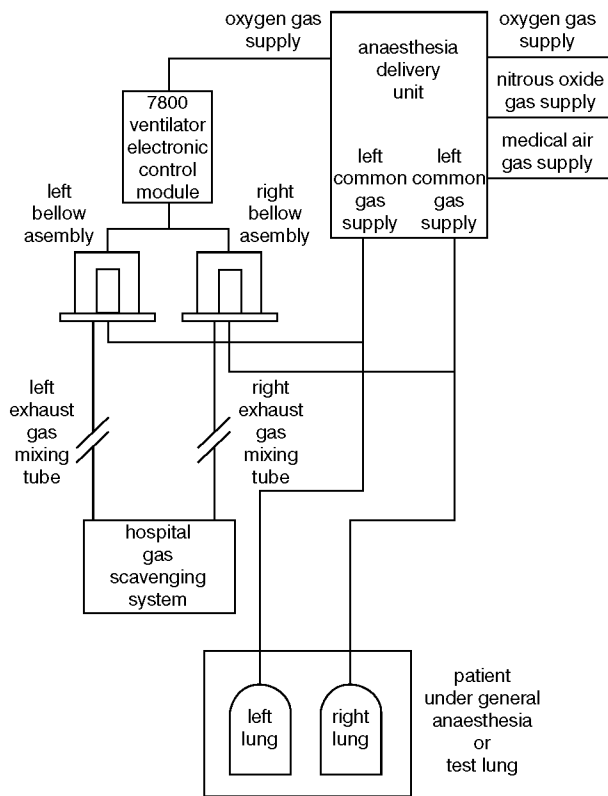 oxygen gas
supply
anaesthesia
delivery
unit
oxygen gas
supply
nitrous oxide
gas supply
medical air
gas supply
7800
ventilator
electronic
control
module
left
common
gas
supply
left
common
gas
supply
left
bellow
asembly
right
bellow
asembly
left
exhaust
gas
mixing
tube
right
exhaust
gas
mixing
tube
hospital
gas
scavenging
system
left
lung
right
lung
patient
under general
anaesthesia
or
test lung